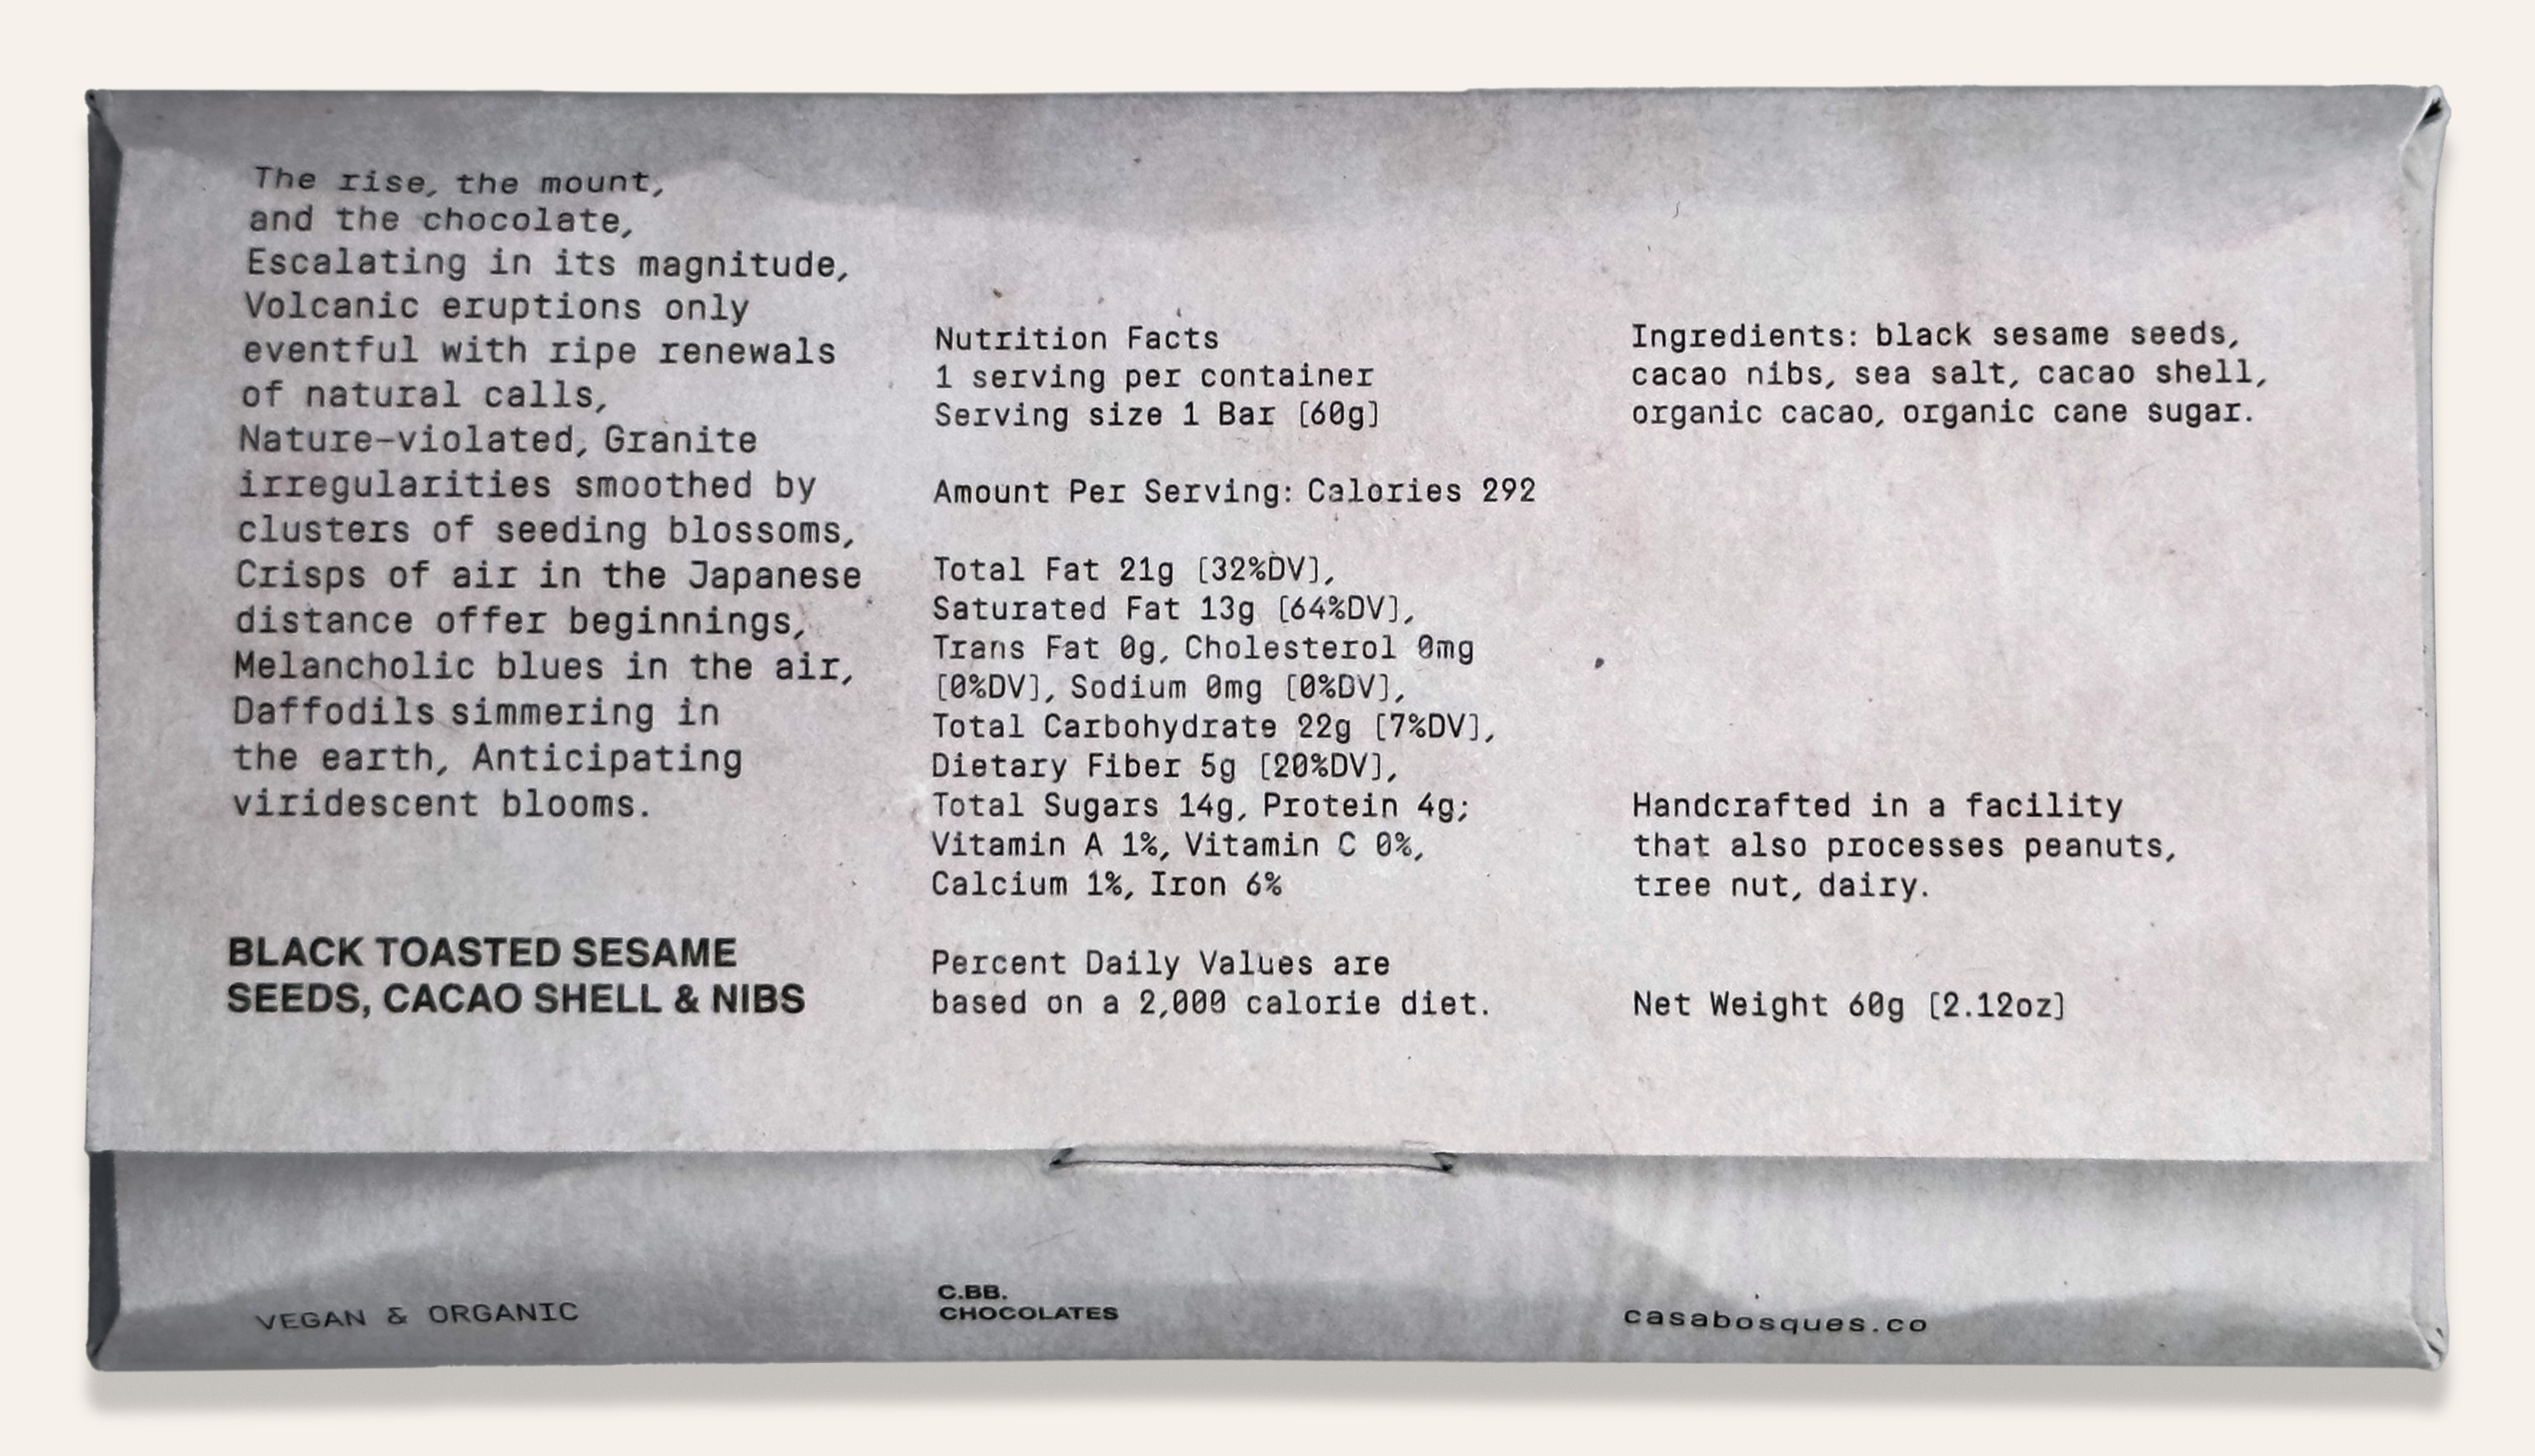 The rise, the mount,
and the chocolate,
Escalating in its magnitude,
Volcanic eruptions only
eventful with ripe renewals
of natural calls,
Nature-violated, Granite
irregularities smoothed by
clusters of seeding blossoms,
Crisps of air in the Japanese
distance offer beginnings,
Melancholic blues in the air,
Daffodils simmering in
the earth, Anticipating
viridescent blooms.
BLACK TOASTED SESAME
SEEDS, CACAO SHELL & NIBS
Nutrition Facts
1 serving per container
Serving size 1 Bar [60g]
Amount Per Serving: Calories 292
Total Fat 21g [32%DV],
Saturated Fat 13g [64%DV],
Trans Fat 0g, Cholesterol 0mg
[0%DV], Sodium 0mg [0%DV],
Total Carbohydrate 22g [7%DV],
Dietary Fiber 5g [20%DV],
Total Sugars 14g, Protein 4g;
Vitamin A 1%, Vitamin C 0%,
Calcium 1%, Iron 6%
Percent Daily Values are
based on a 2,000 calorie diet.
Ingredients: black sesame seeds,
cacao nibs, sea salt, cacao shell,
organic cacao, organic cane sugar.
Handcrafted in a facility
that also processes peanuts,
tree nut, dairy.
Net Weight 60g [2.12oz]
VEGAN & ORGANIC
C.BB.
CHOCOLATES
casabosques.co